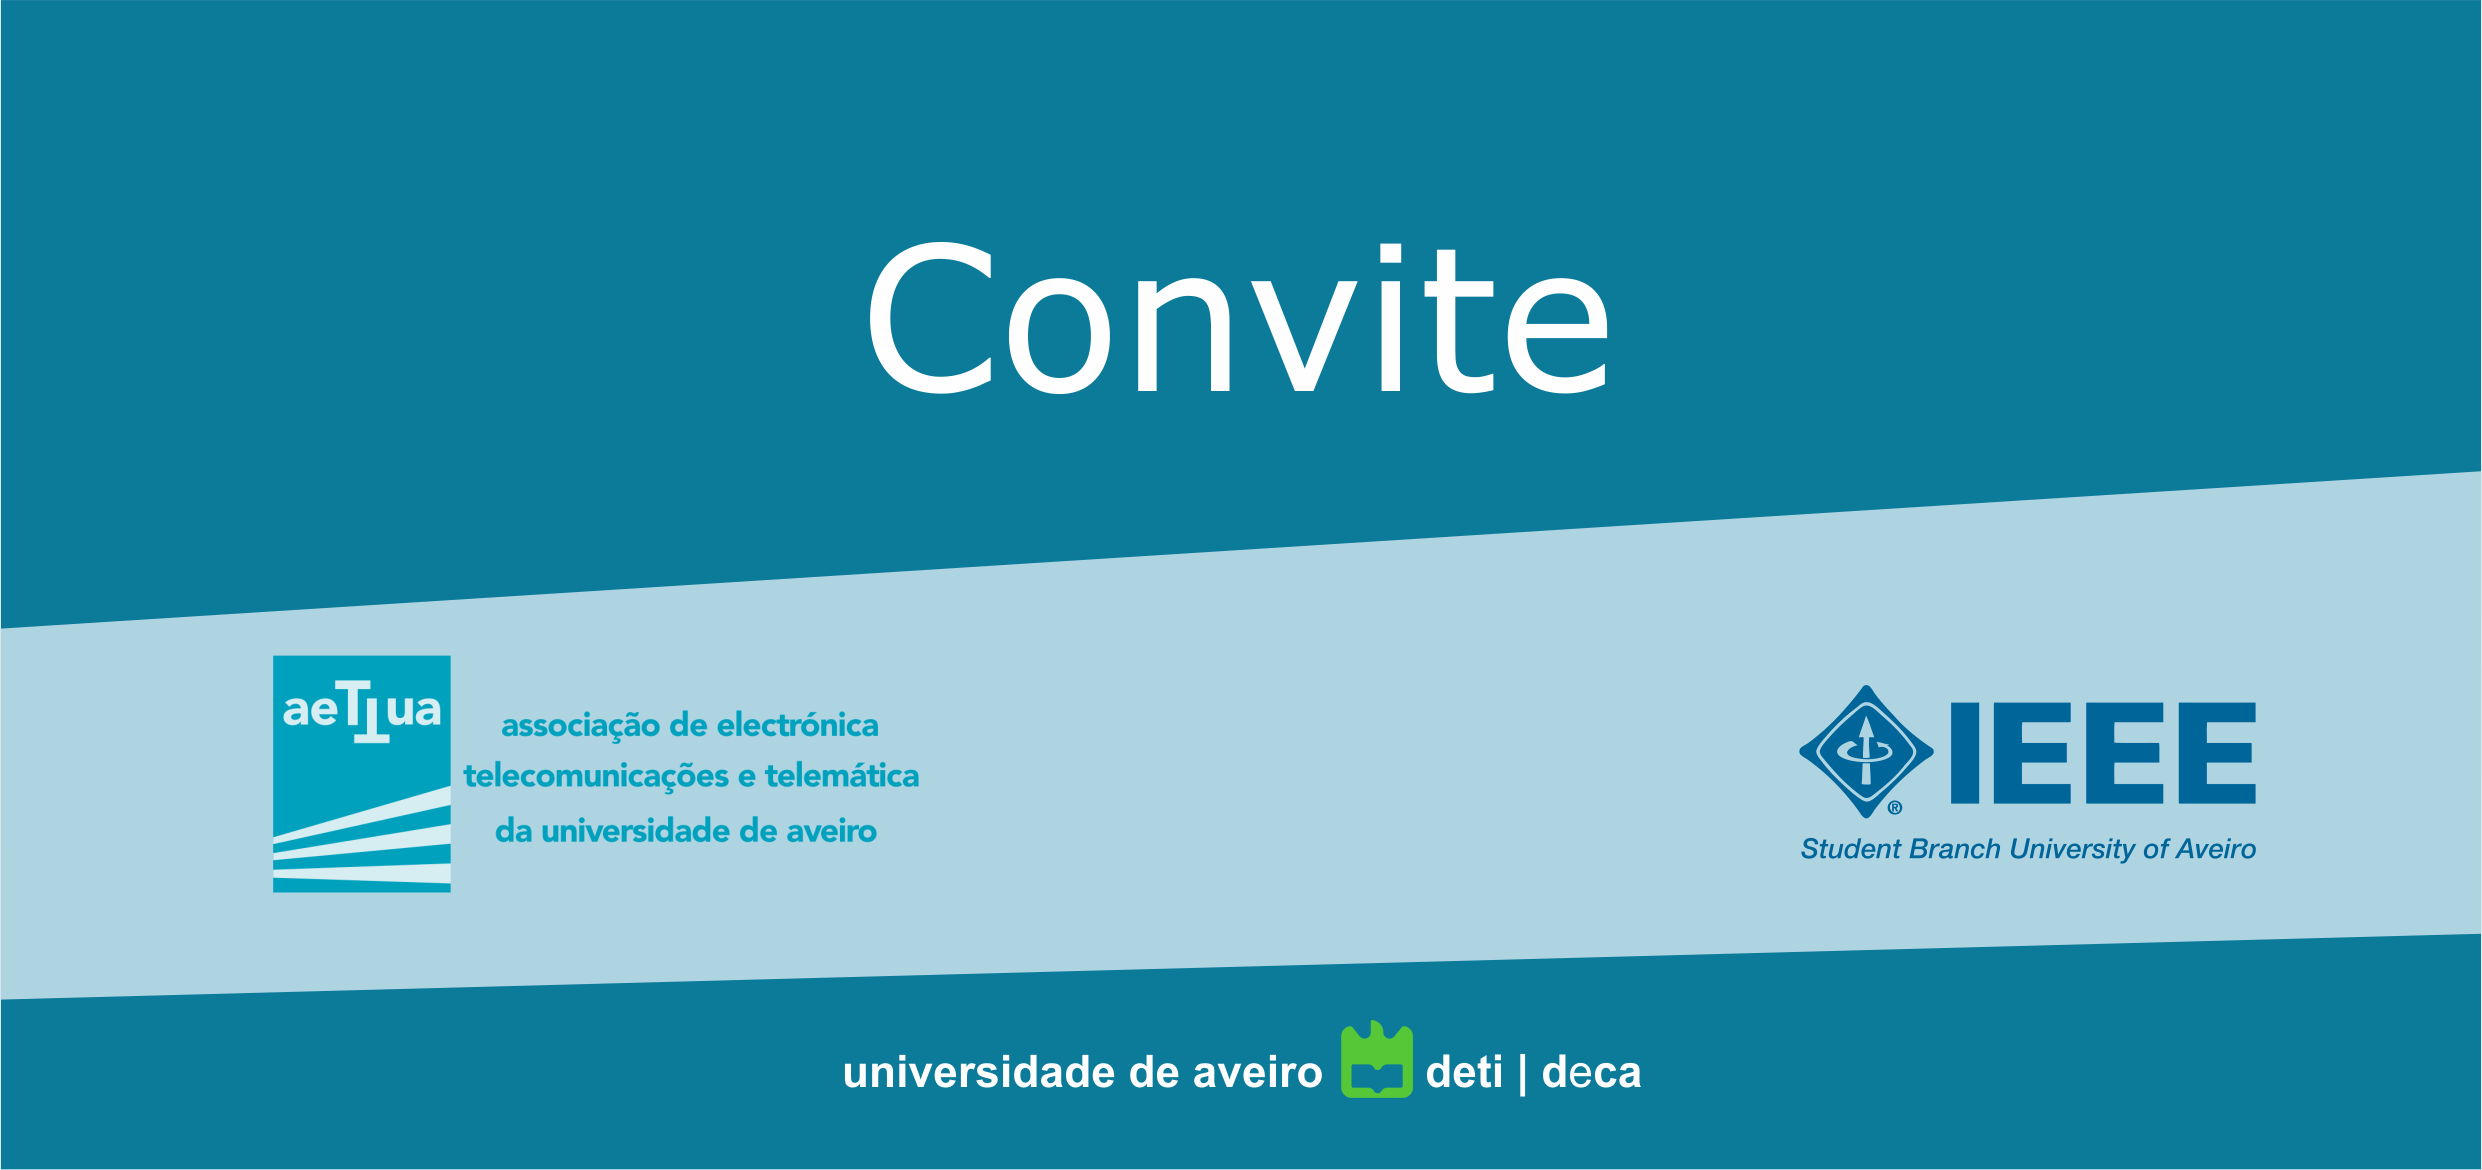 Convite
aeTTua
associação de electrónica
telecomunicações e telemática
da universidade de aveiro
IEEE
®
Student Branch University of Aveiro
universidade de aveiro deti | deca